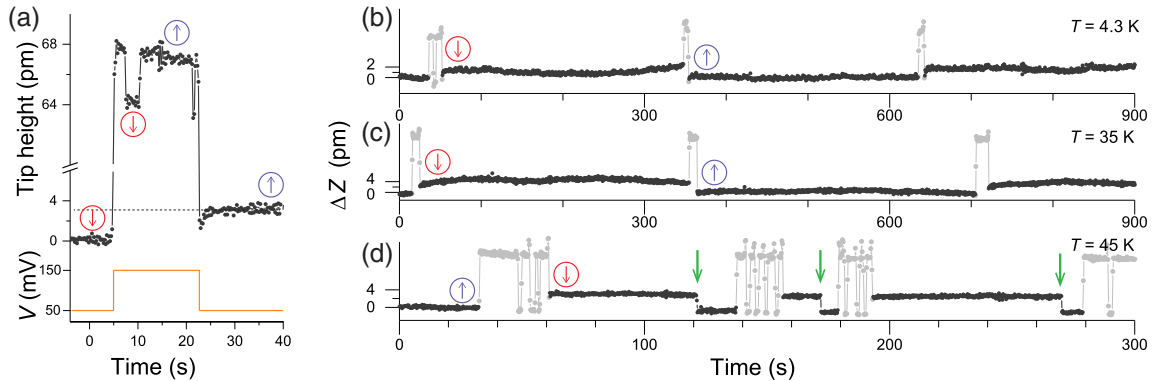 (a)
Tip height (pm)
68
64
4
0
V (mV)
150
50
0 10 20 30 40
Time (s)
(b)
T = 4.3 K
2
0
0 300 600 900
(c)
T = 35 K
4
0
0 300 600 900
ΔZ (pm)
(d)
T = 45 K
4
0
0 100 200 300
Time (s)